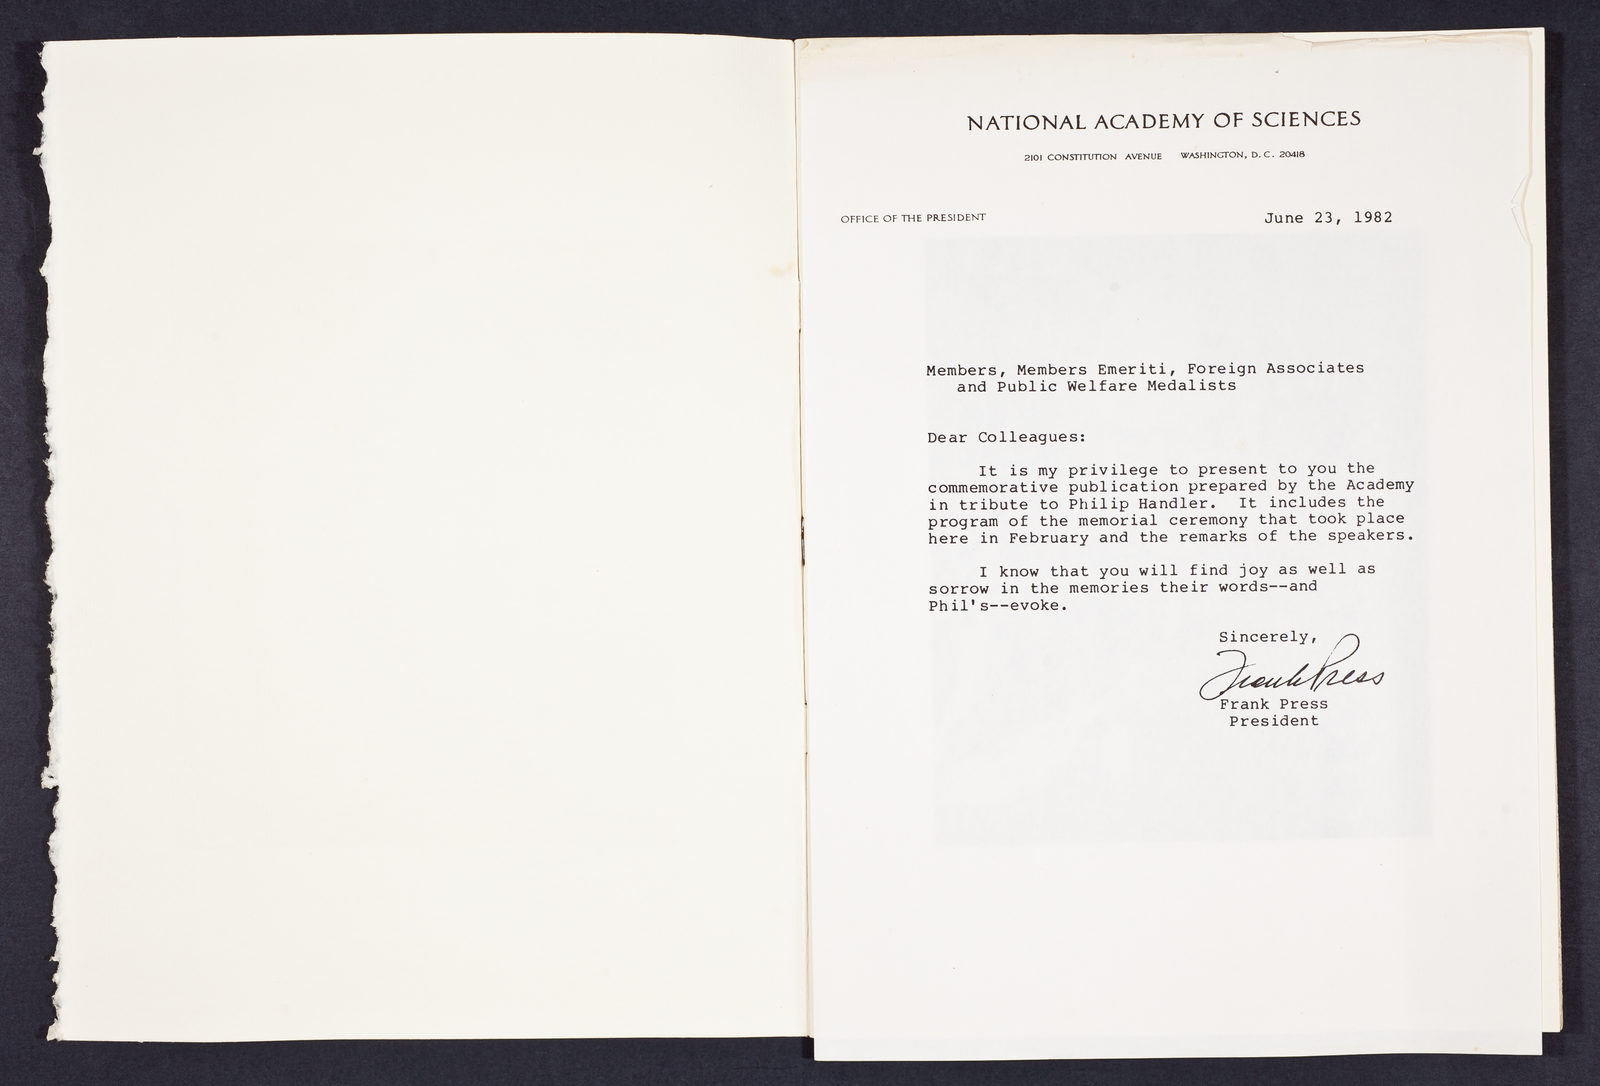 NATIONAL ACADEMY OF SCIENCES
2101 CONSTITUTION AVENUE WASHINGTON, D. C. 20418
OFFICE OF THE PRESIDENT
June 23, 1982
Members, Members Emeriti, Foreign Associates
and Public Welfare Medalists
Dear Colleagues:
It is my privilege to present to you the
commemorative publication prepared by the Academy
in tribute to Philip Handler. It includes the
program of the memorial ceremony that took place
here in February and the remarks of the speakers.
I know that you will find joy as well as
sorrow in the memories their words--and
Phil's--evoke.
Sincerely,
Frank Press
Frank Press
President